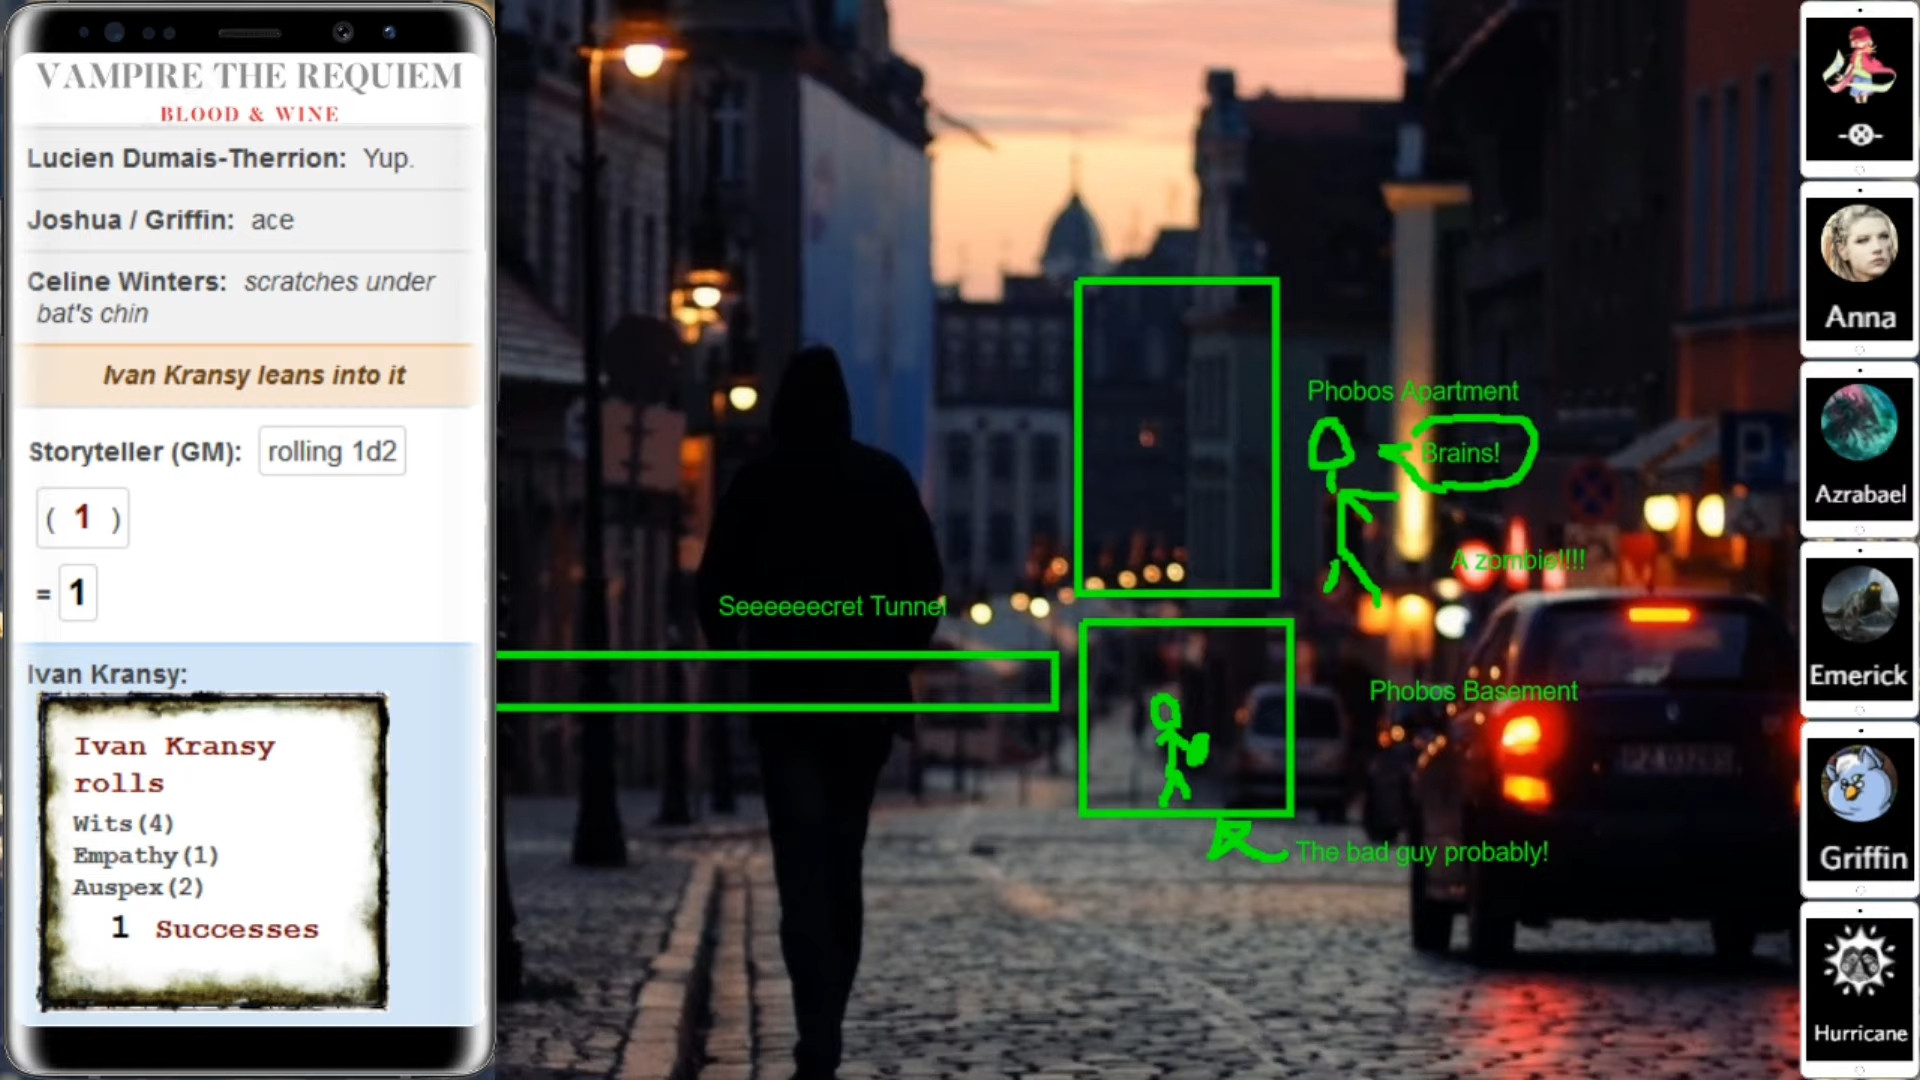 VAMPIRE THE REQUIEM
BLOOD & WINE
Lucien Dumais-Therrion: Yup.
Joshua / Griffin: ace
Celine Winters: scratches under
bat's chin
Ivan Kransy leans into it
Storyteller (GM): rolling 1d2
( 1 )
= 1
Ivan Kransy:
Ivan Kransy
rolls
Wits(4)
Empathy(1)
Auspex(2)
1 Successes
Phobos Apartment
Brains!
A zombie!!!!
Seeeeeecret Tunnel
Phobos Basement
The bad guy probably!
P
Anna
Azrabael
Emerick
Griffin
Hurricane